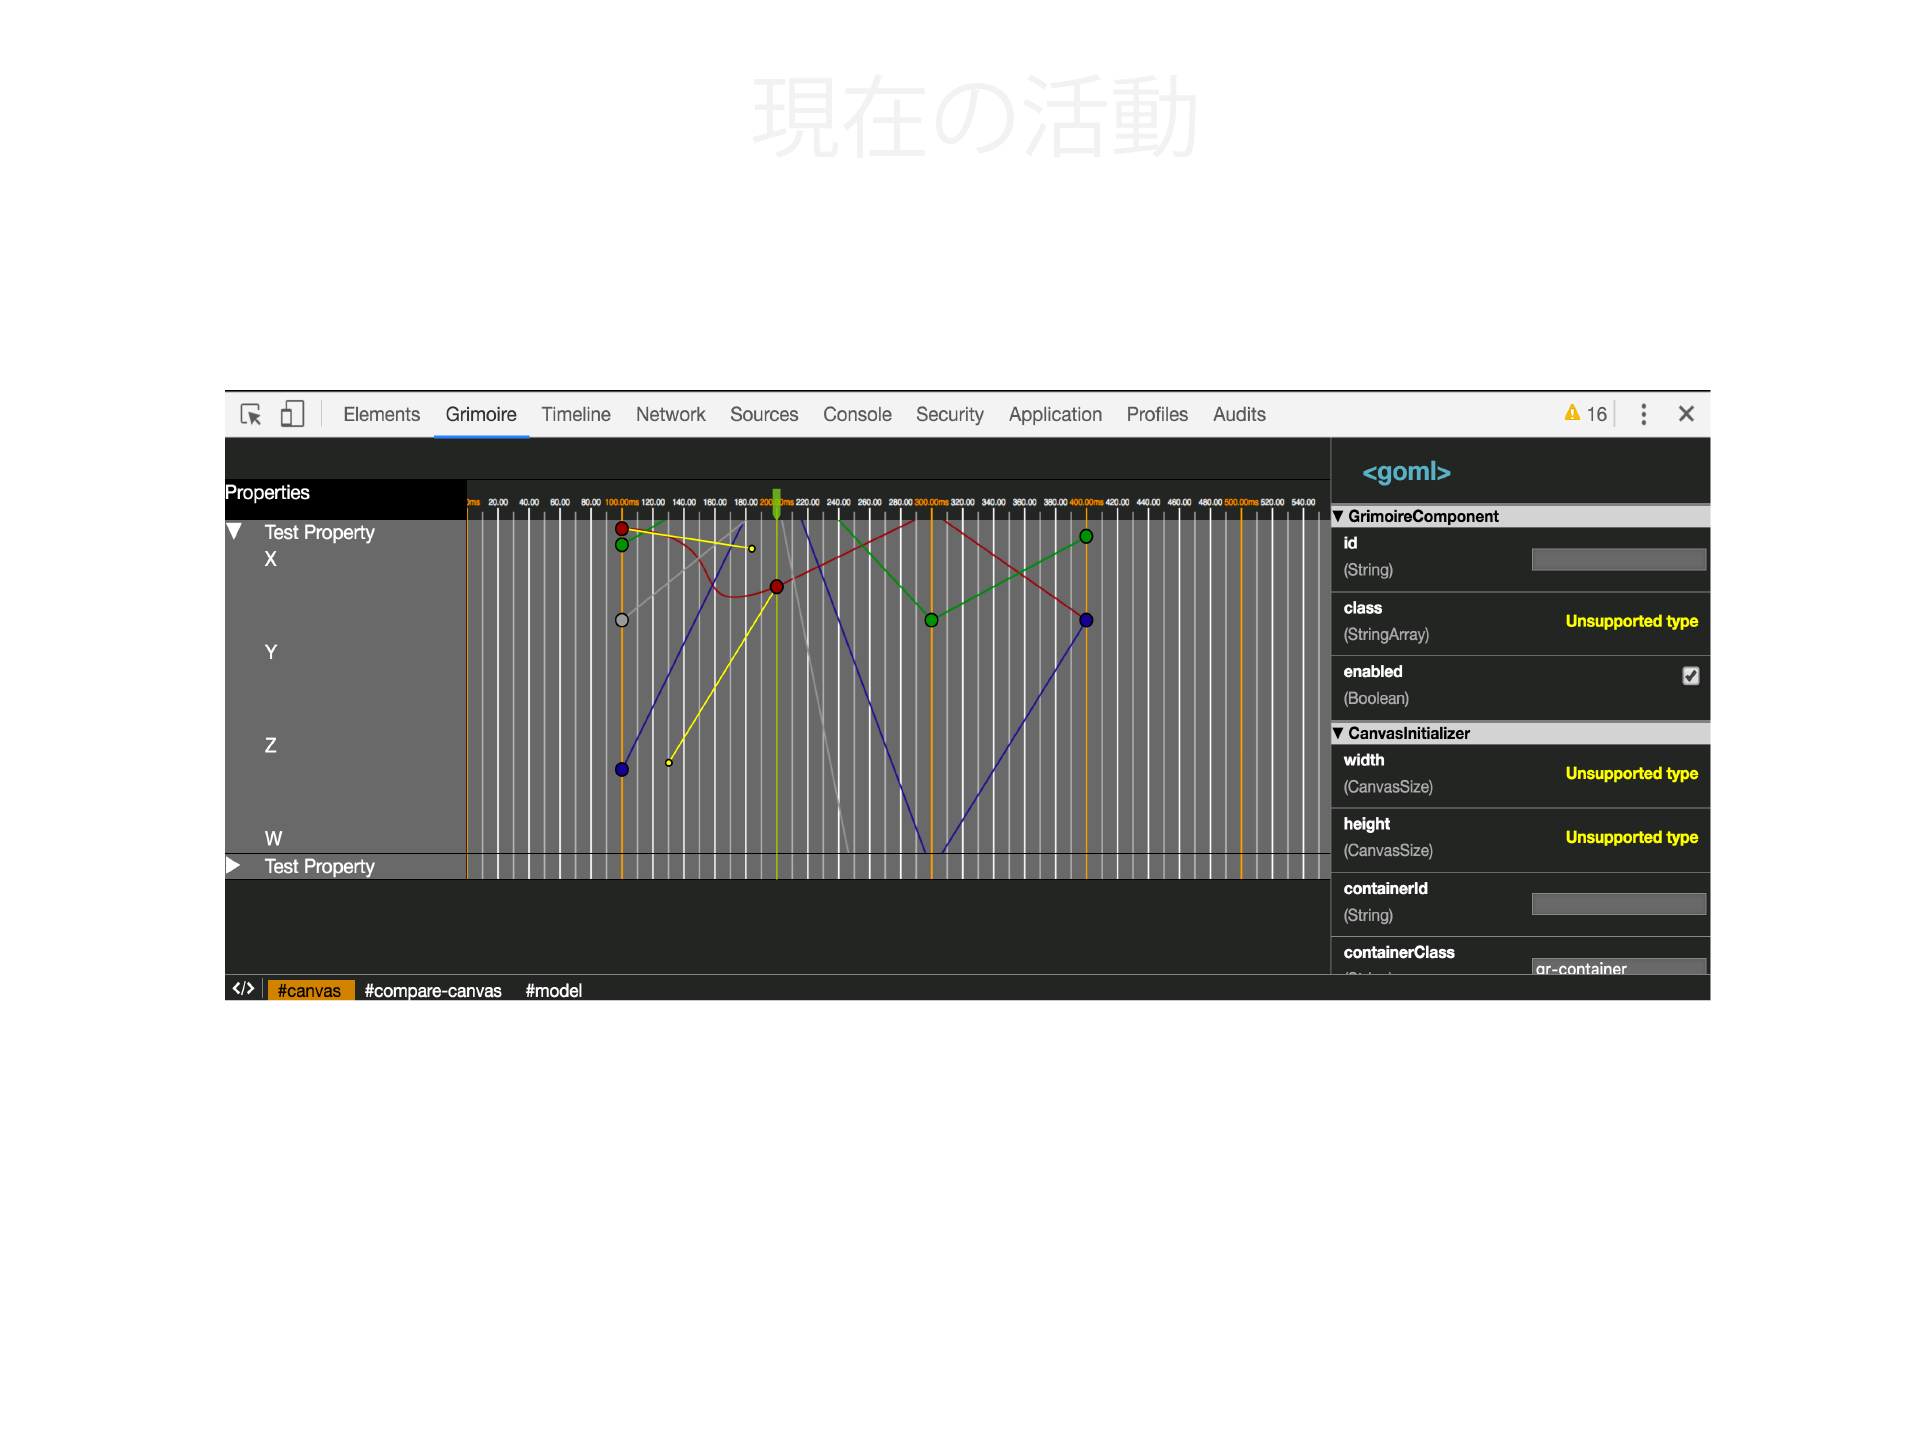 現在の活動
Elements Grimoire Timeline Network Sources Console Security Application Profiles Audits 16
<goml>
Properties
20.00 40.00 60.00 80.00 100.00ms 120.00 140.00 160.00 180.00 220.00 240.00 260.00 280.00 300.00ms 320.00 340.00 360.00 380.00 400.00ms 420.00 440.00 460.00 480.00 500.00ms 520.00 540.00
Test Property
X
Y
Z
W
Test Property
GrimoireComponent
id
(String)
class
(StringArray)
Unsupported type
enabled
(Boolean)
CanvasInitializer
width
(CanvasSize)
Unsupported type
height
(CanvasSize)
Unsupported type
containerId
(String)
containerClass
gr-container
</> #canvas #compare-canvas #model